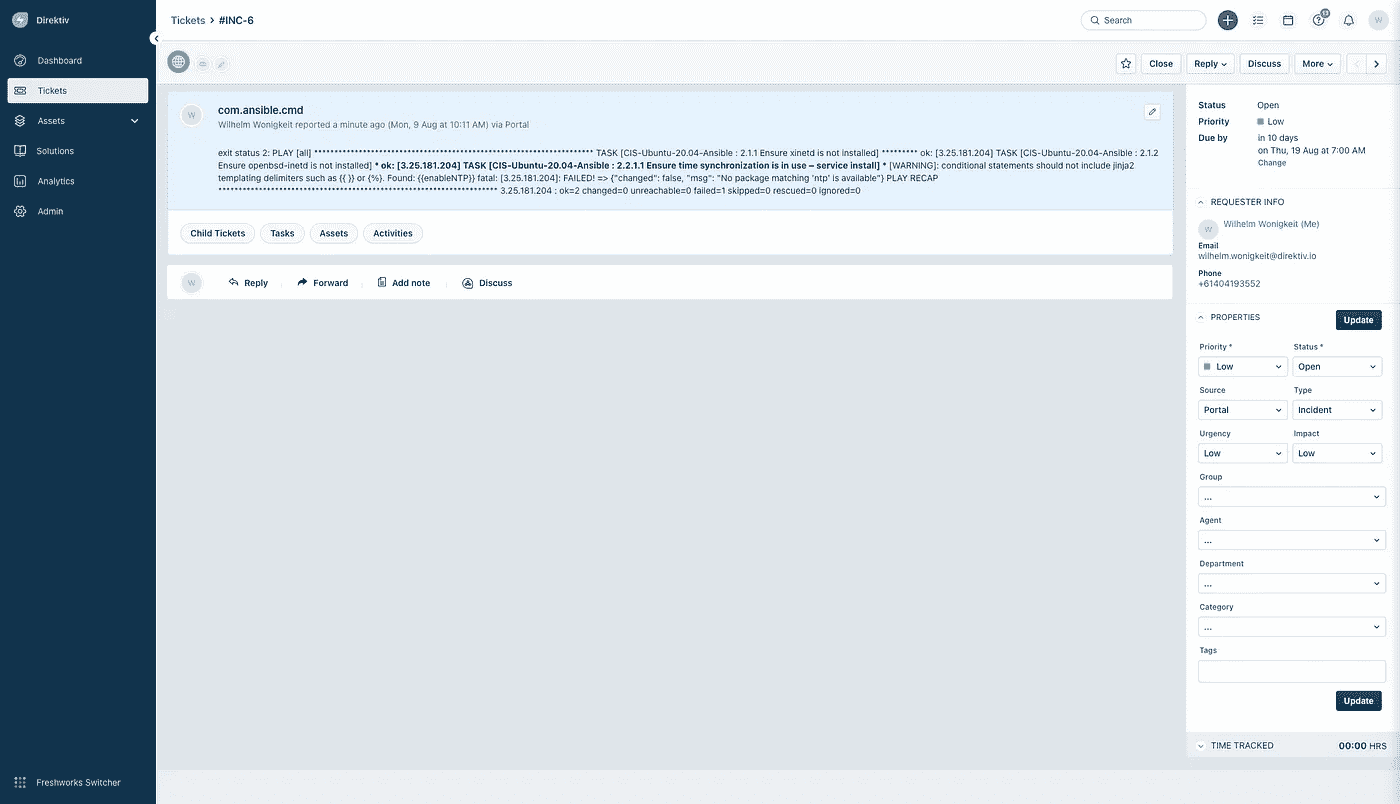 Direktiv
Dashboard
Tickets
Assets
Solutions
Analytics
Admin
Freshworks Switcher
Tickets > #INC-6
Search
W
Close
Reply
Discuss
More
W
com.ansible.cmd
Wilhelm Wonigkeit reported a minute ago (Mon, 9 Aug at 10:11 AM) via Portal
exit status 2: PLAY [all] ********************************************************************** TASK [CIS-Ubuntu-20.04-Ansible : 2.1.1 Ensure xinetd is not installed] ********* ok: [3.25.181.204] TASK [CIS-Ubuntu-20.04-Ansible : 2.1.2
Ensure openbsd-inetd is not installed] * ok: [3.25.181.204] TASK [CIS-Ubuntu-20.04-Ansible : 2.2.1.1 Ensure time synchronization is in use – service install] * [WARNING]: conditional statements should not include jinja2
templating delimiters such as {{ }} or {%}. Found: {{enableNTP}} fatal: [3.25.181.204]: FAILED! => {"changed": false, "msg": "No package matching 'ntp' is available"} PLAY RECAP
********************************************************************** 3.25.181.204 : ok=2 changed=0 unreachable=0 failed=1 skipped=0 rescued=0 ignored=0
Child Tickets
Tasks
Assets
Activities
W
Reply
Forward
Add note
Discuss
Status Open
Priority Low
Due by in 10 days
on Thu, 19 Aug at 7:00 AM
Change
REQUESTER INFO
W
Wilhelm Wonigkeit (Me)
Email
wilhelm.wonigkeit@direktiv.io
Phone
+61404193552
PROPERTIES
Update
Priority * Status *
Low Open
Source Type
Portal Incident
Urgency Impact
Low Low
Group
...
Agent
...
Department
...
Category
...
Tags
Update
TIME TRACKED 00:00 HRS